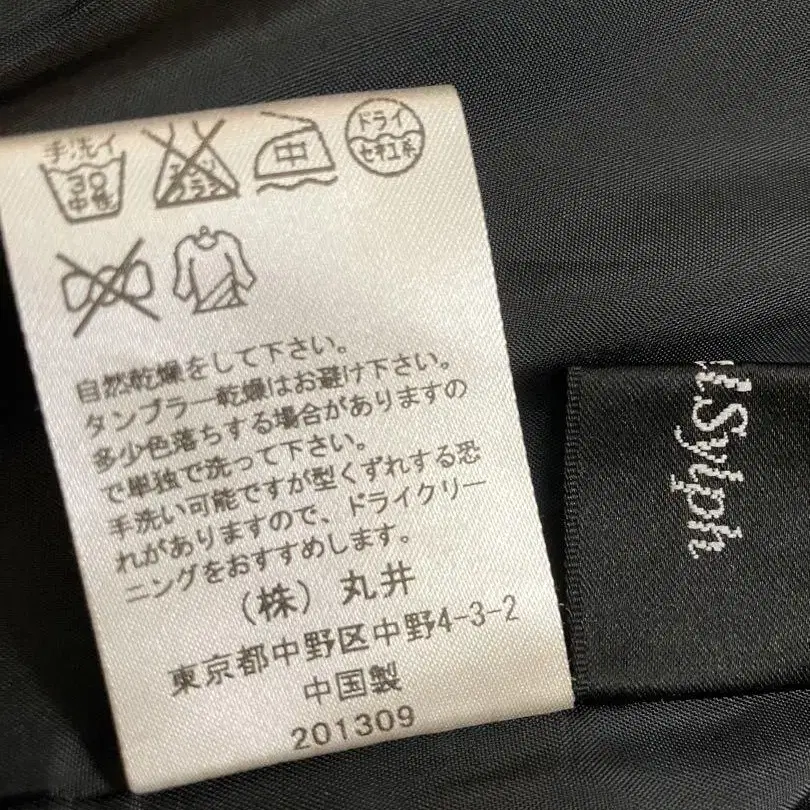 手洗イ
30
中性
エンソ
サラシ
中
ドライ
セキユ系
自然乾燥をして下さい。
タンブラー乾燥はお避け下さい。
多少色落ちする場合がありますの
で単独で洗って下さい。
手洗い可能ですが型くずれする恐
れがありますので、ドライクリー
ニングをおすすめします。
(株) 丸井
東京都中野区中野4-3-2
中国製
201309
Sylph